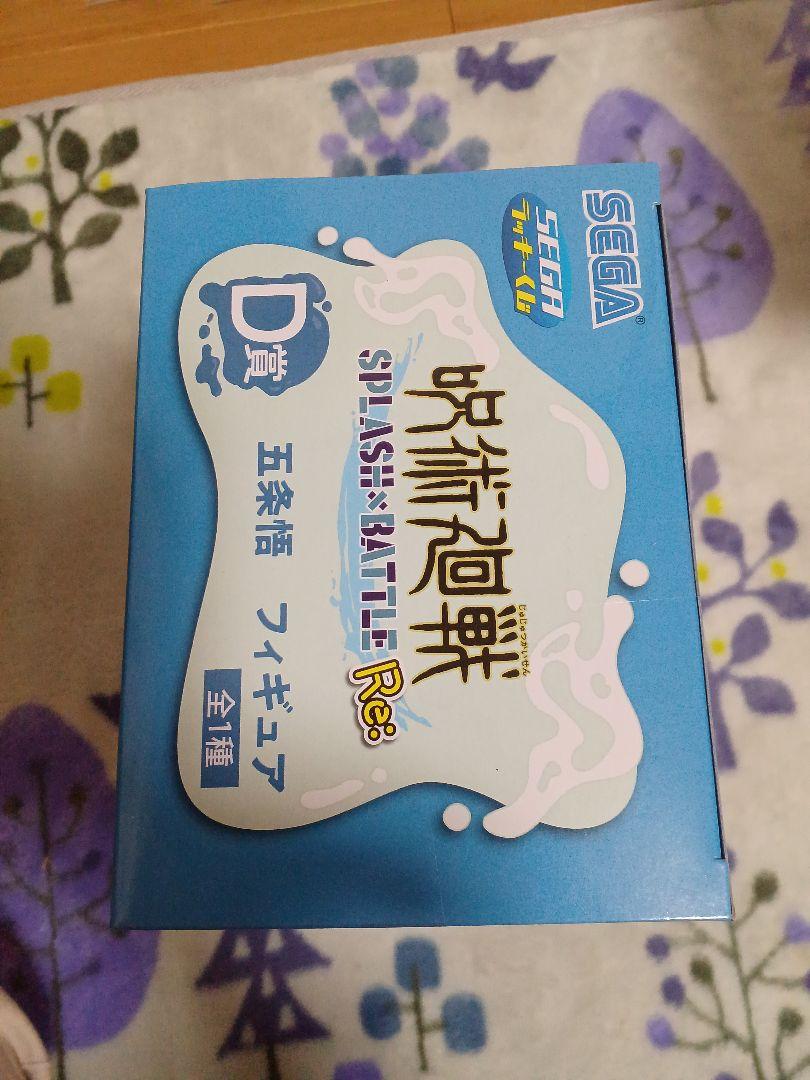 SEGA®
SEGA
ラッキーくじ
呪術廻戦
じゅじゅつかいせん
SPLASH×BATTLE Re:
D賞
五条悟 フィギュア
全1種